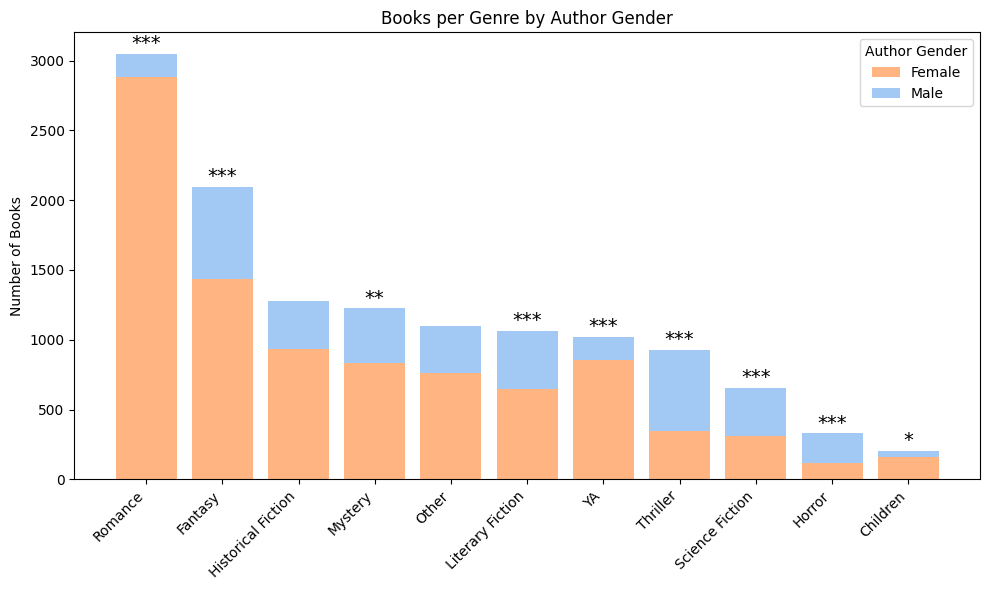 Books per Genre by Author Gender
Number of Books
3000
2500
2000
1500
1000
500
0
***
***
**
***
***
***
***
***
*
Author Gender
Female
Male
Romance
Fantasy
Historical Fiction
Mystery
Other
Literary Fiction
YA
Thriller
Science Fiction
Horror
Children